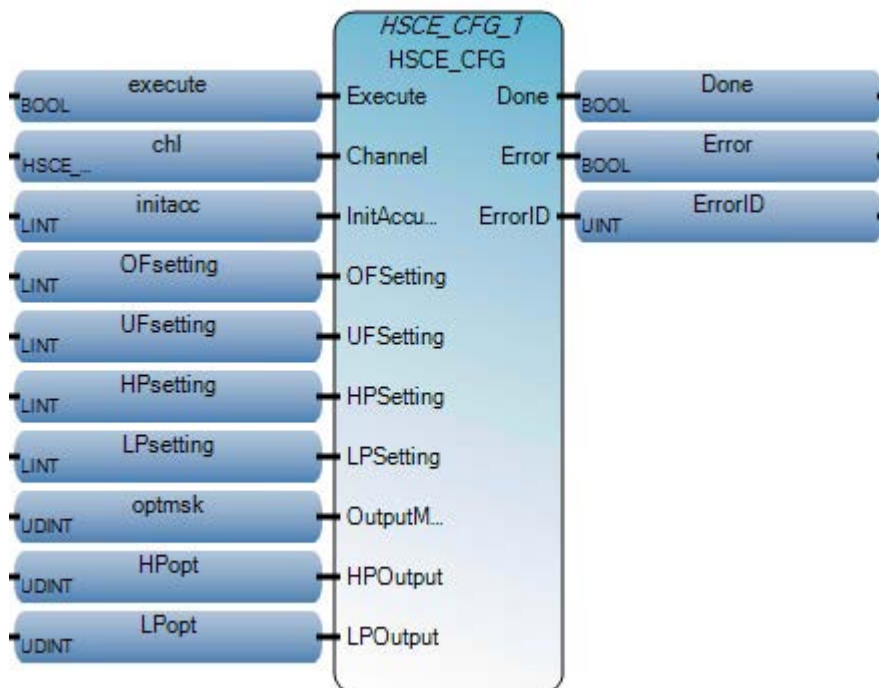 HSCE_CFG_1
HSCE_CFG
execute
BOOL
Execute
Done
Done
BOOL
chl
HSCE_...
Channel
Error
Error
BOOL
initacc
LINT
InitAccu...
ErrorID
ErrorID
UINT
OFsetting
LINT
OFSetting
UFsetting
LINT
UFSetting
HPsetting
LINT
HPSetting
LPsetting
LINT
LPSetting
optmsk
UDINT
OutputM...
HPopt
UDINT
HPOutput
LPopt
UDINT
LPOutput